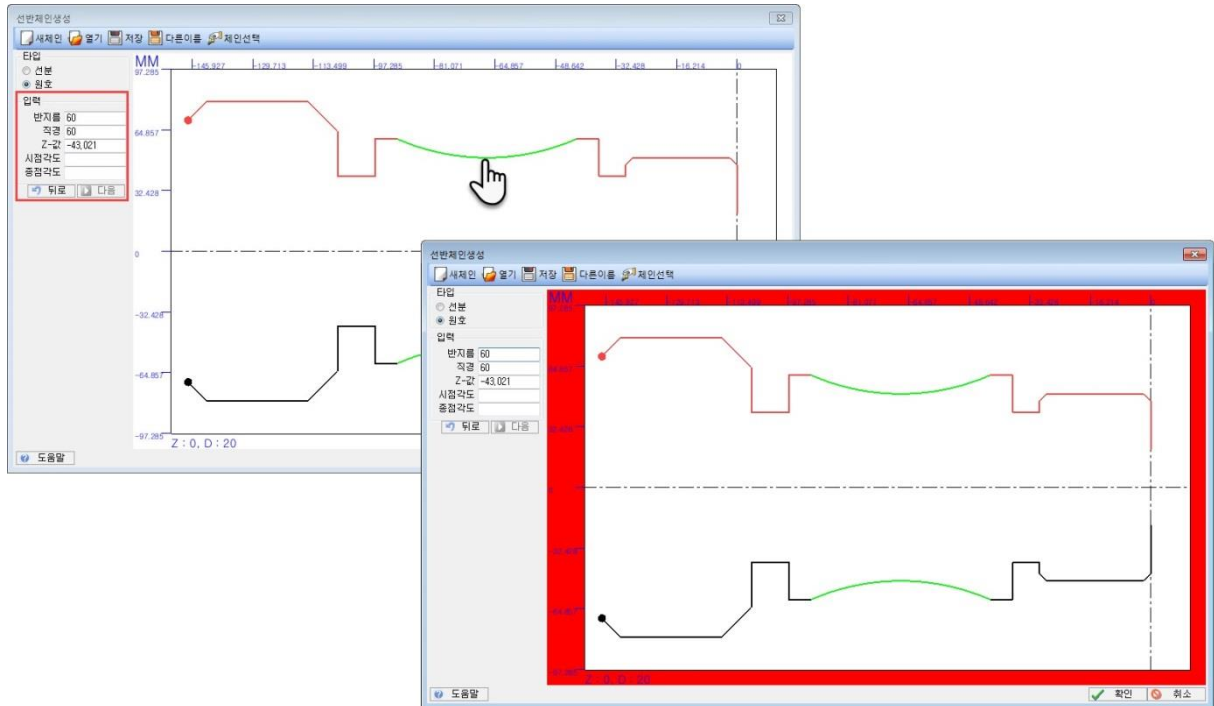 선반체인생성
새체인 열기 저장 다른이름 체인선택
타입
선분
원호
입력
반지름 60
직경 60
Z-값 -43,021
시점각도
종점각도
뒤로 다음
도움말
MM
-145.927 -129.713 -113.499 -97.285 -81.071 -64.857 -48.642 -32.428 -16.214 0
97.285
64.857
32.428
0
-32.428
-64.857
-97.285
Z : 0, D : 20
선반체인생성
새체인 열기 저장 다른이름 체인선택
타입
선분
원호
입력
반지름 60
직경 60
Z-값 -43,021
시점각도
종점각도
뒤로 다음
도움말
MM
Z : 0, D : 20
확인 취소